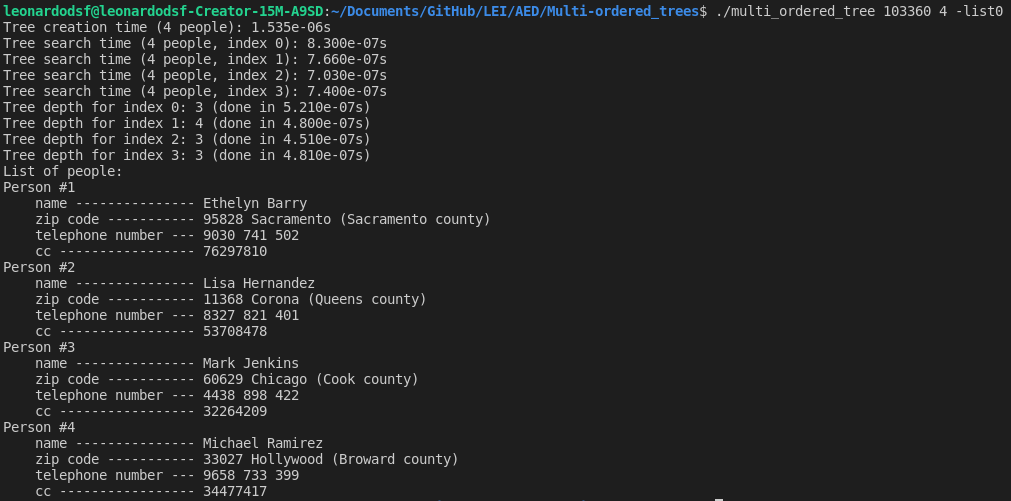 leonardodsf@leonardodsf-Creator-15M-A9SD:~/Documents/GitHub/LEI/AED/Multi-ordered_trees$ ./multi_ordered_tree 103360 4 -list0
Tree creation time (4 people): 1.535e-06s
Tree search time (4 people, index 0): 8.300e-07s
Tree search time (4 people, index 1): 7.660e-07s
Tree search time (4 people, index 2): 7.030e-07s
Tree search time (4 people, index 3): 7.400e-07s
Tree depth for index 0: 3 (done in 5.210e-07s)
Tree depth for index 1: 4 (done in 4.800e-07s)
Tree depth for index 2: 3 (done in 4.510e-07s)
Tree depth for index 3: 3 (done in 4.810e-07s)
List of people:
Person #1
    name --------------- Ethelyn Barry
    zip code ----------- 95828 Sacramento (Sacramento county)
    telephone number --- 9030 741 502
    cc ----------------- 76297810
Person #2
    name --------------- Lisa Hernandez
    zip code ----------- 11368 Corona (Queens county)
    telephone number --- 8327 821 401
    cc ----------------- 53708478
Person #3
    name --------------- Mark Jenkins
    zip code ----------- 60629 Chicago (Cook county)
    telephone number --- 4438 898 422
    cc ----------------- 32264209
Person #4
    name --------------- Michael Ramirez
    zip code ----------- 33027 Hollywood (Broward county)
    telephone number --- 9658 733 399
    cc ----------------- 34477417